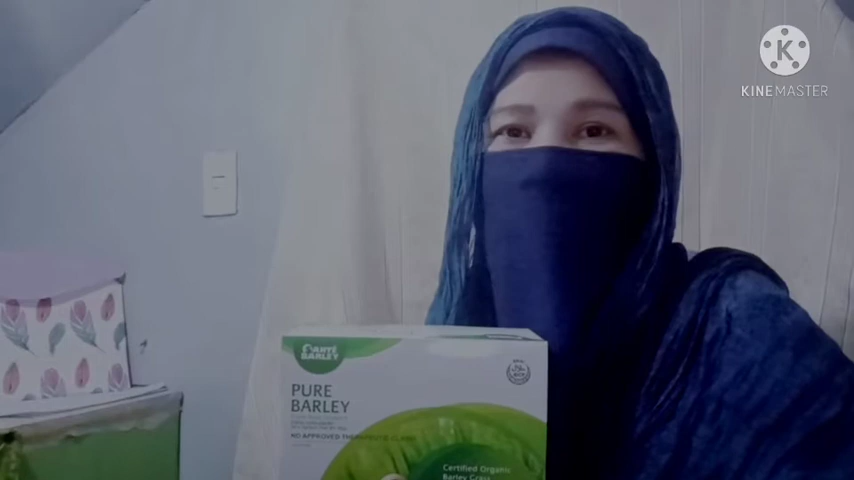 KINEMASTER
SANTÉ
BARLEY
PURE
BARLEY
NO APPROVED THERAPEUTIC CLAIMS
Certified Organic
Barley Grass